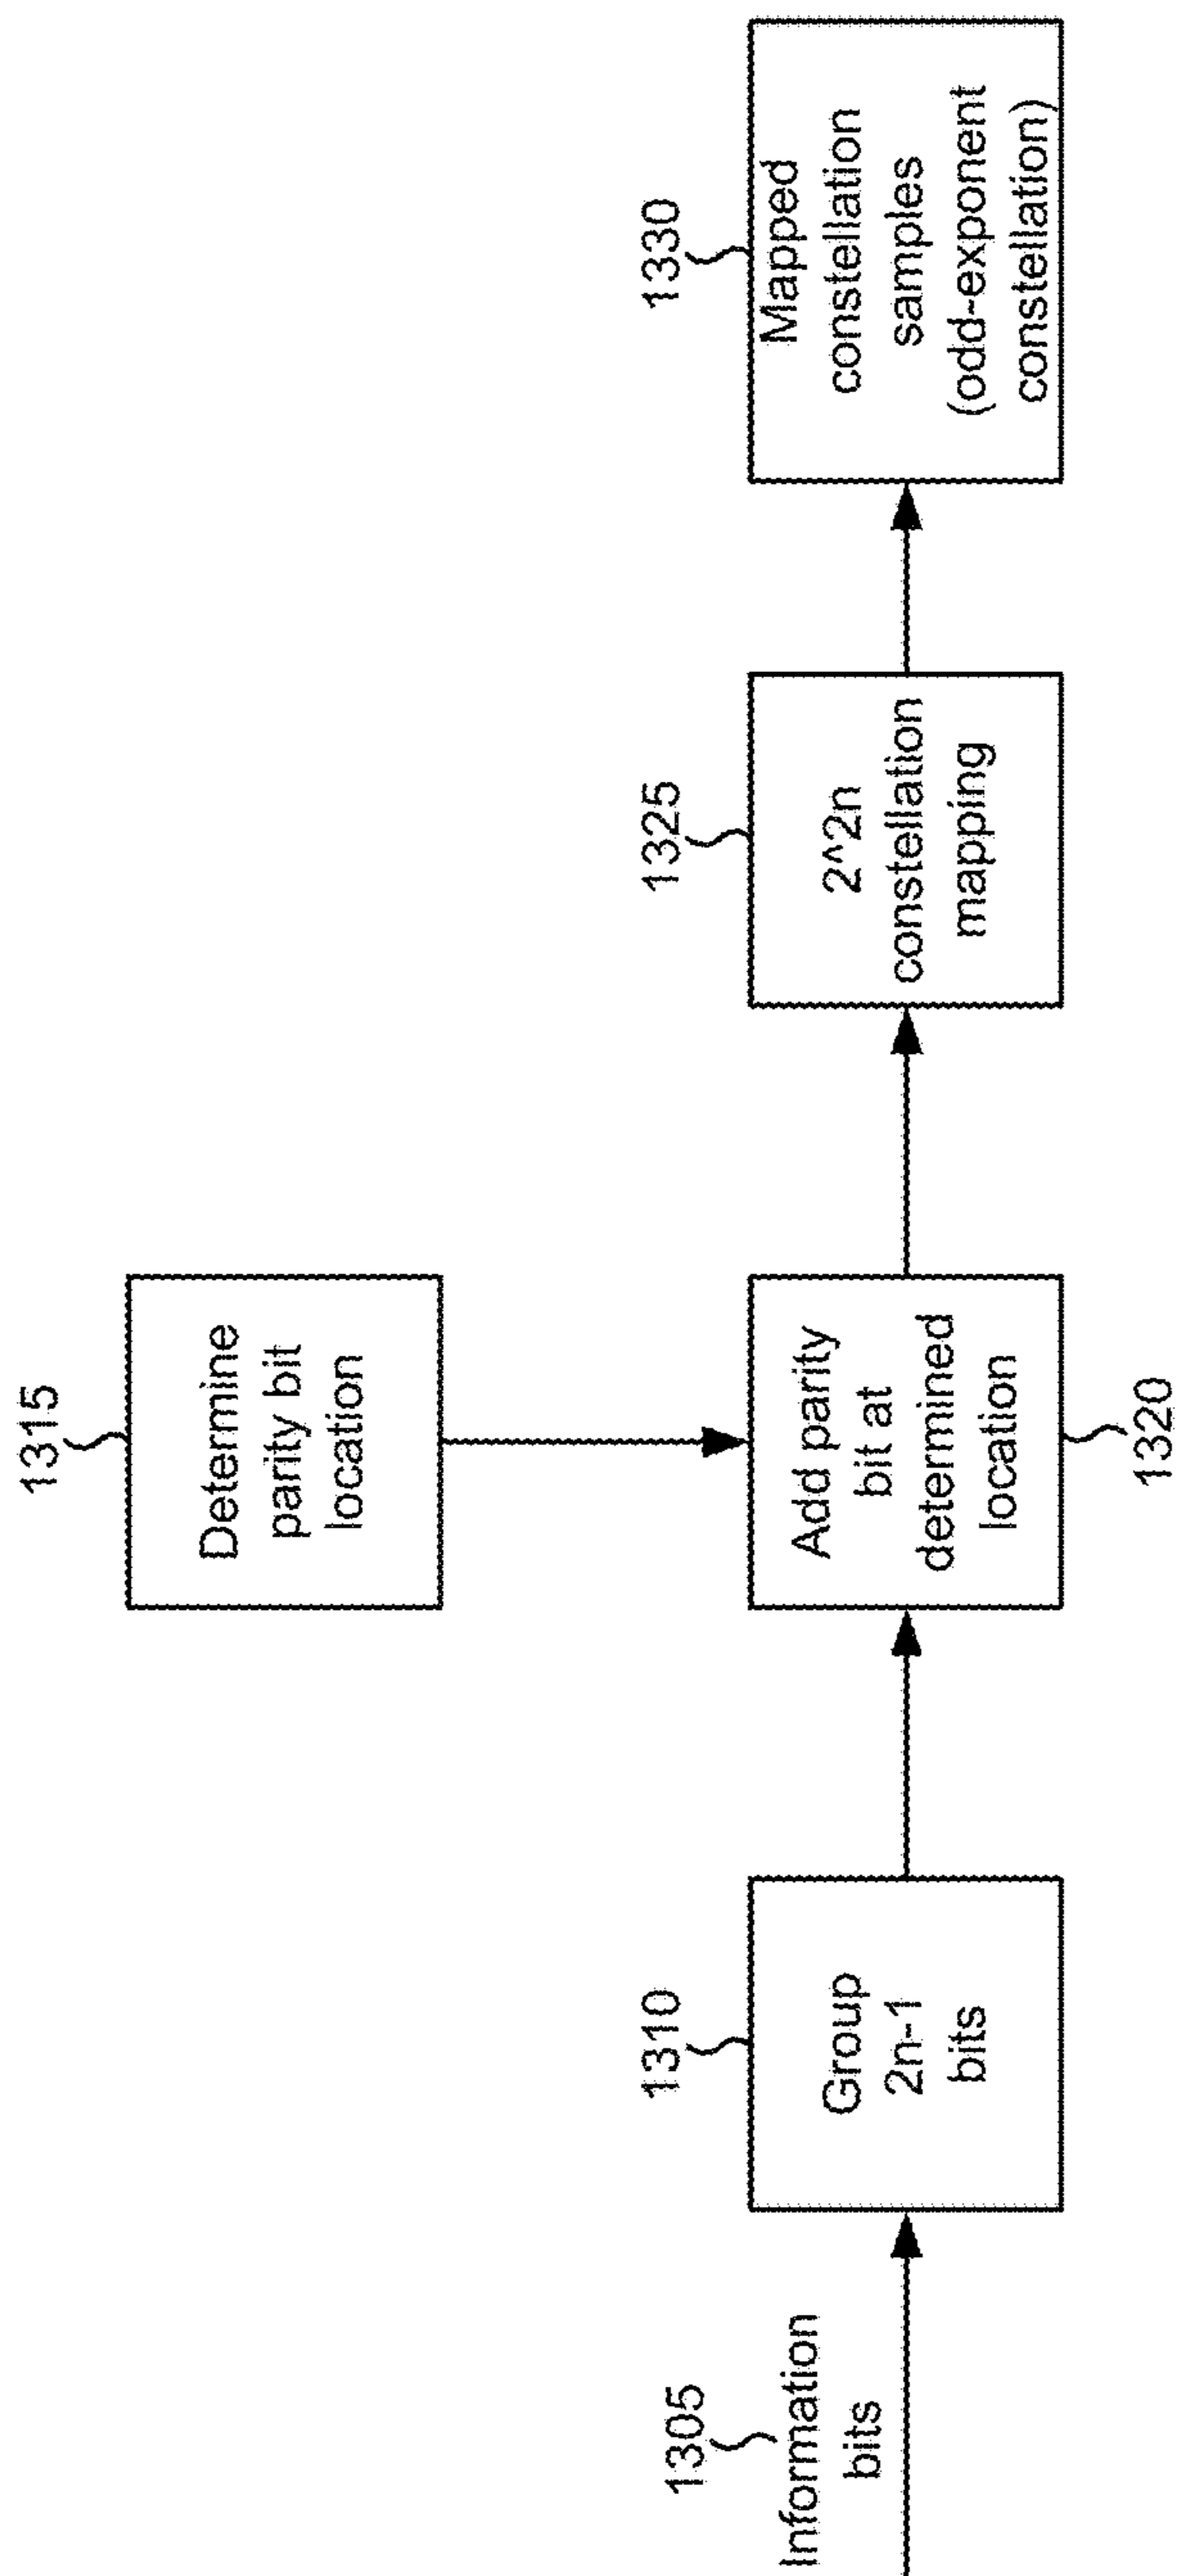 1305
Information
bits
1310
Group
2n-1
bits
1315
Determine
parity bit
location
Add parity
bit at
determined
location
1320
1325
2^2n
constellation
mapping
1330
Mapped
constellation
samples
(odd-exponent
constellation)